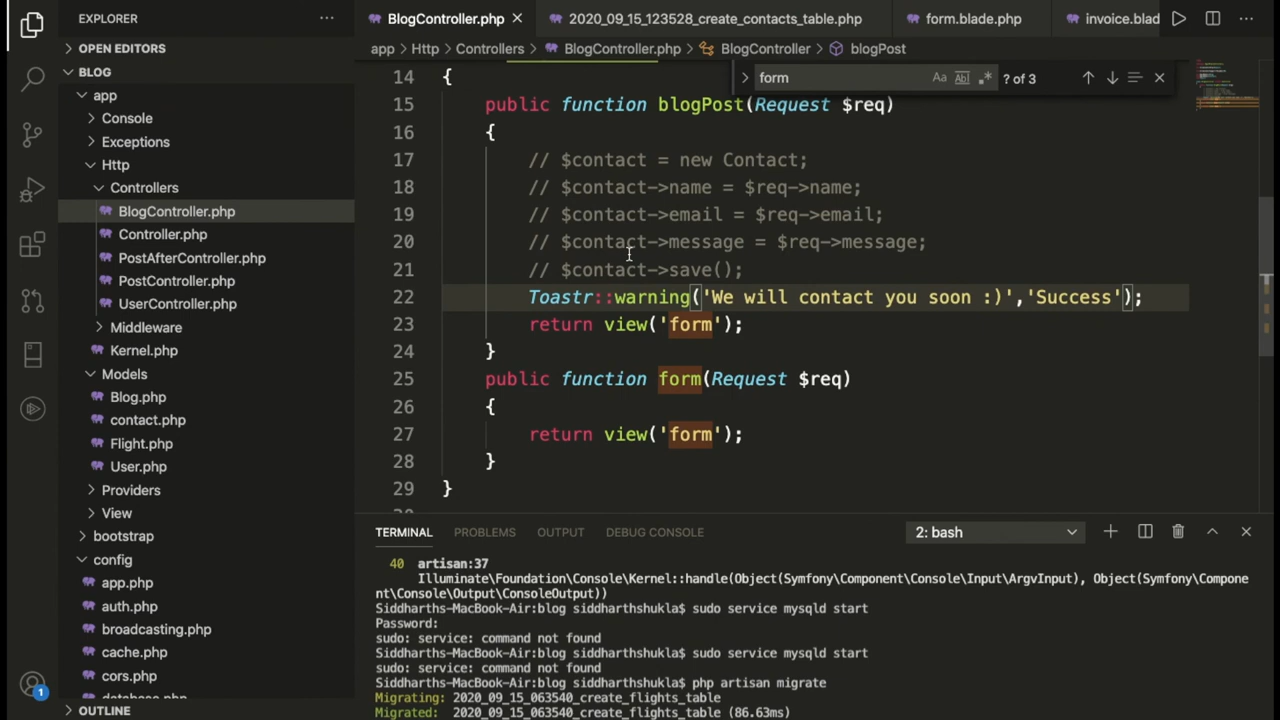 EXPLORER
OPEN EDITORS
BLOG
app
Console
Exceptions
Http
Controllers
BlogController.php
Controller.php
PostAfterController.php
PostController.php
UserController.php
Middleware
Kernel.php
Models
Blog.php
contact.php
Flight.php
User.php
Providers
View
bootstrap
config
app.php
auth.php
broadcasting.php
cache.php
cors.php
database.php
OUTLINE
1
BlogController.php
2020_09_15_123528_create_contacts_table.php
form.blade.php
invoice.blad
app > Http > Controllers > BlogController.php > BlogController > blogPost
form
Aa
Abl
? of 3
14 {
15 public function blogPost(Request $req)
16 {
17 // $contact = new Contact;
18 // $contact->name = $req->name;
19 // $contact->email = $req->email;
20 // $contact->message = $req->message;
21 // $contact->save();
22 Toastr::warning('We will contact you soon :)','Success');
23 return view('form');
24 }
25 public function form(Request $req)
26 {
27 return view('form');
28 }
29 }
TERMINAL PROBLEMS OUTPUT DEBUG CONSOLE
2: bash
40 artisan:37
Illuminate\Foundation\Console\Kernel::handle(Object(Symfony\Component\Console\Input\ArgvInput), Object(Symfony\Compone
nt\Console\Output\ConsoleOutput))
Siddharths-MacBook-Air:blog siddharthshukla$ sudo service mysqld start
Password:
sudo: service: command not found
Siddharths-MacBook-Air:blog siddharthshukla$ sudo service mysqld start
sudo: service: command not found
Siddharths-MacBook-Air:blog siddharthshukla$ php artisan migrate
Migrating: 2020_09_15_063540_create_flights_table
Migrated: 2020_09_15_063540_create_flights_table (86.63ms)